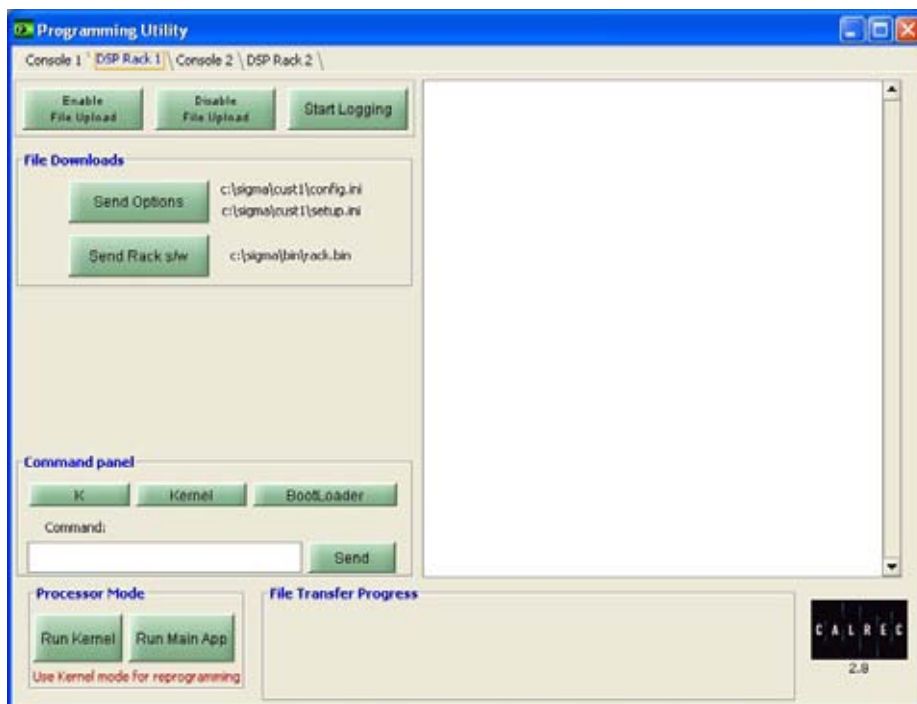 Programming Utility
Console 1 DSP Rack 1 Console 2 DSP Rack 2
Enable
File Upload
Disable
File Upload
Start Logging
File Downloads
Send Options
c:\sigma\cust1\config.ini
c:\sigma\cust1\setup.ini
Send Rack s/w
c:\sigma\bin\rack.bin
Command panel
K Kernel BootLoader
Command:
Send
Processor Mode
Run Kernel Run Main App
Use Kernel mode for reprogramming
File Transfer Progress
CALREC
2.8